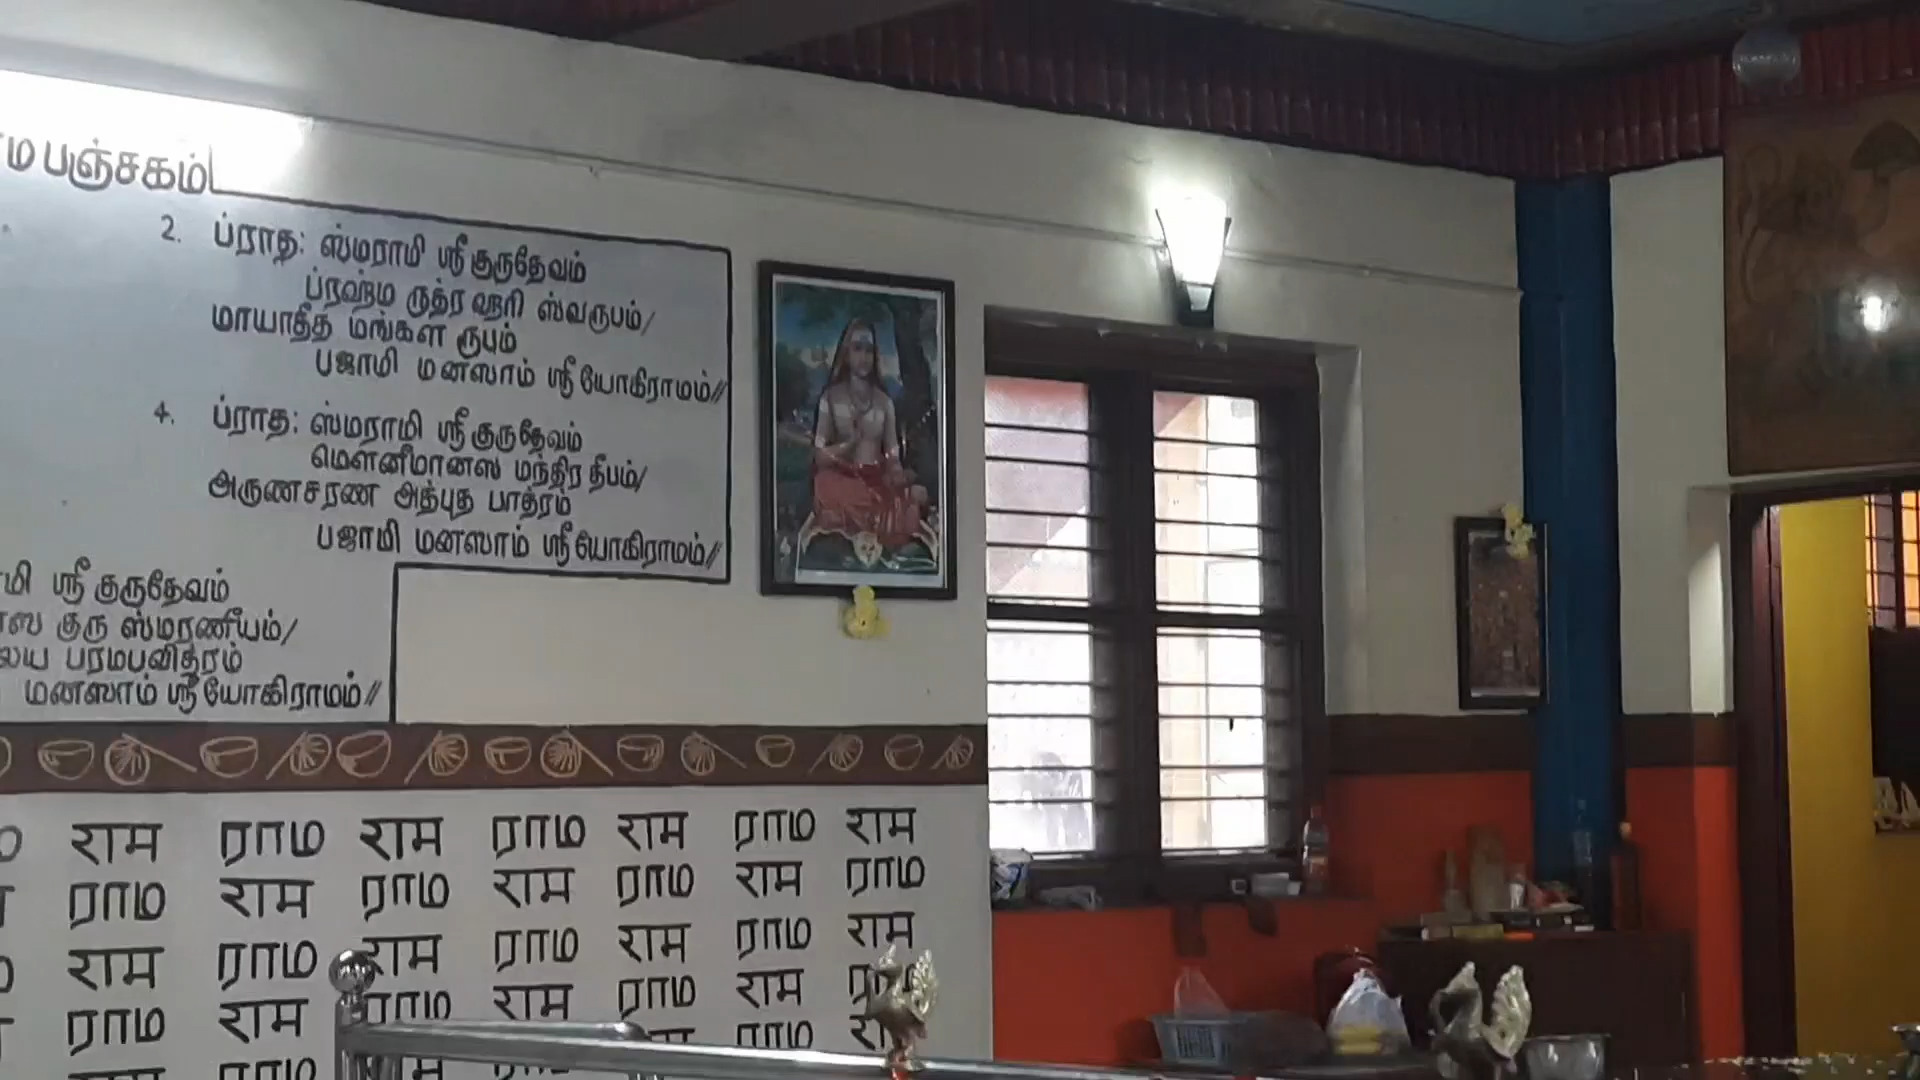 ம பஞ்சகம்
2. ப்ராத: ஸ்மராமி ஸ்ரீ குருதேவம்
ப்ரஹ்ம ருத்ர ஹரி ஸ்வருபம்/
மாயாதீத மங்கள ரூபம்
பஜாமி மனஸாம் ஸ்ரீ யோகிராமம்//
4. ப்ராத: ஸ்மராமி ஸ்ரீ குருதேவம்
மௌனீமானஸ மந்திர தீபம்/
அருணசரண அத்புத பாத்ரம்
பஜாமி மனஸாம் ஸ்ரீ யோகிராமம்//
மி ஸ்ரீ குருதேவம்
குரு ஸ்மரணீயம்/
லய பரமபவித்ரம்
மனஸாம் ஸ்ரீ யோகிராமம்//
राम ராம राम ராம राम ராம राम
ராம राम ராம राम ராம राम ராம
राम ராம राम ராம राम ராம राम
ராம राम ராம राम ராம राम